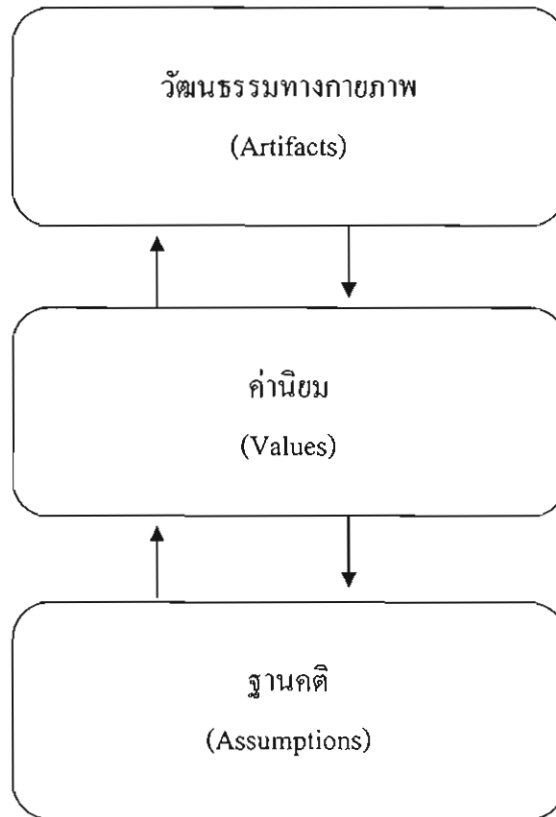 วัฒนธรรมทางกายภาพ
(Artifacts)
ค่านิยม
(Values)
ฐานคติ
(Assumptions)